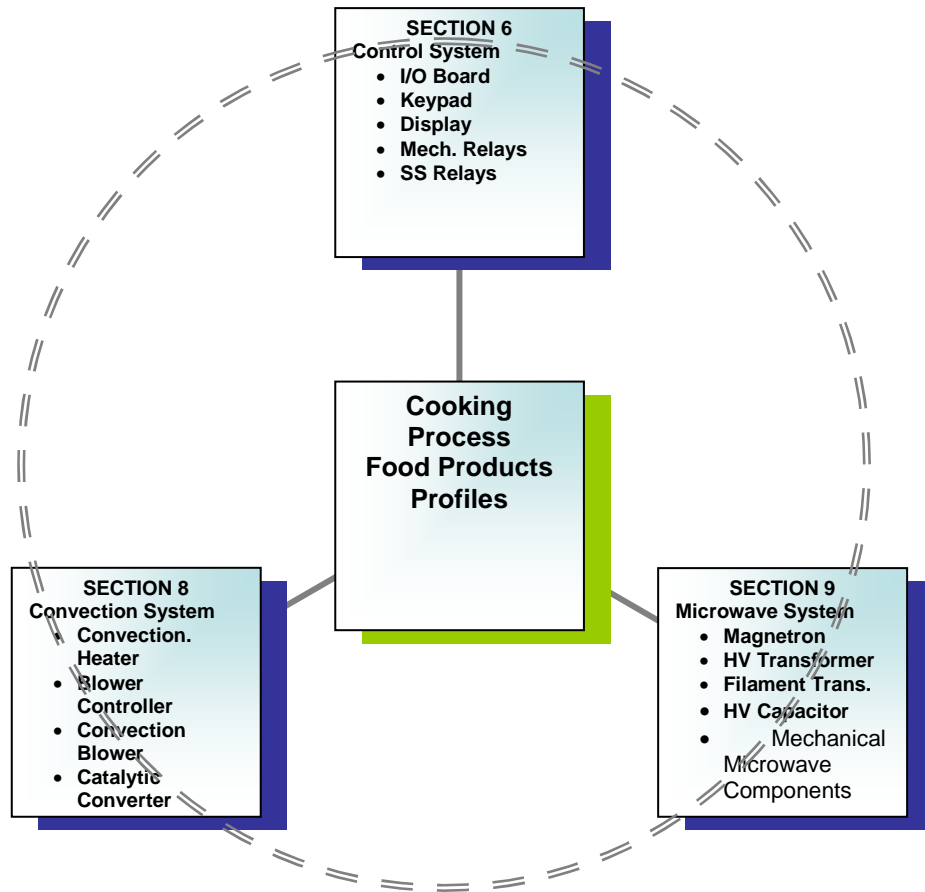 SECTION 6
Control System
• I/O Board
• Keypad
• Display
• Mech. Relays
• SS Relays
Cooking
Process
Food Products
Profiles
SECTION 8
Convection System
• Convection.
Heater
• Blower
Controller
• Convection
Blower
• Catalytic
Converter
SECTION 9
Microwave System
• Magnetron
• HV Transformer
• Filament Trans.
• HV Capacitor
• Mechanical
Microwave
Components